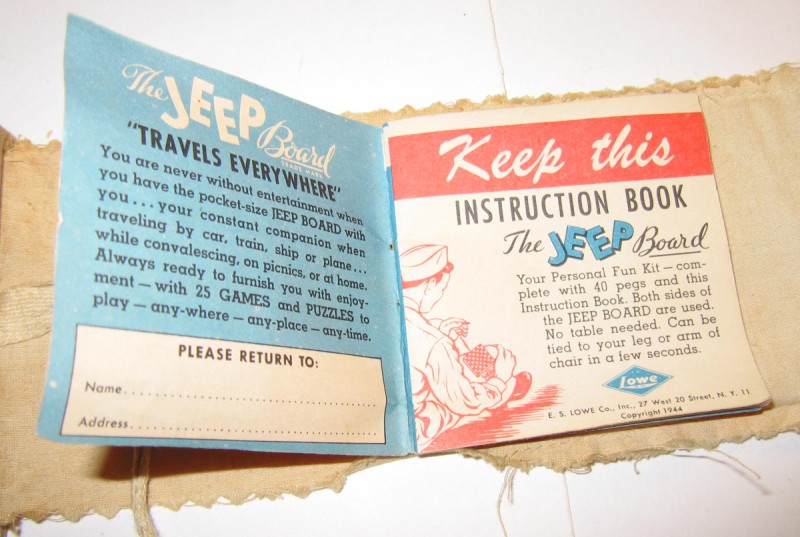 The JEEP Board
TRADE MARK
"TRAVELS EVERYWHERE"
You are never without entertainment when
you have the pocket-size JEEP BOARD with
you... your constant companion when
traveling by car, train, ship or plane...
while convalescing, on picnics, or at home.
Always ready to furnish you with enjoy-
ment — with 25 GAMES and PUZZLES to
play — any-where — any-place — any-time.
PLEASE RETURN TO:
Name
Address
Keep this
INSTRUCTION BOOK
The JEEP Board
Your Personal Fun Kit — com-
plete with 40 pegs and this
Instruction Book. Both sides of
the JEEP BOARD are used.
No table needed. Can be
tied to your leg or arm of
chair in a few seconds.
Lowe
E. S. LOWE Co., Inc., 27 West 20 Street, N. Y. 11
Copyright 1944